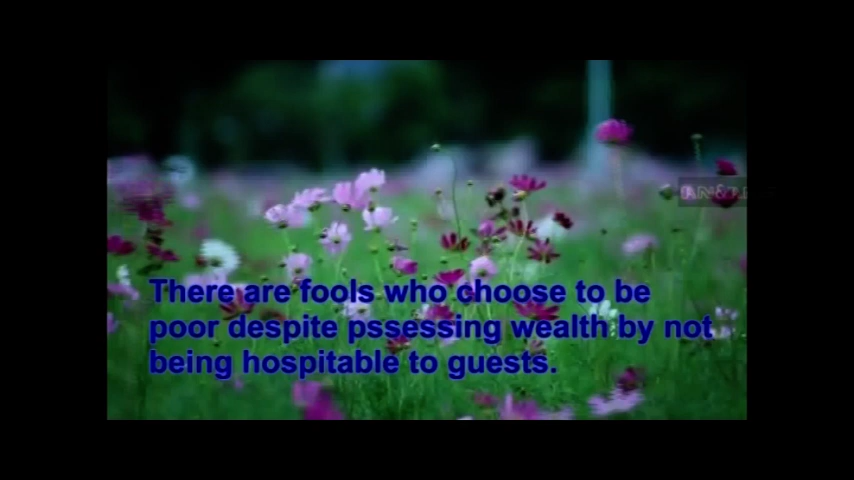 There are fools who choose to be
poor despite pssessing wealth by not
being hospitable to guests.